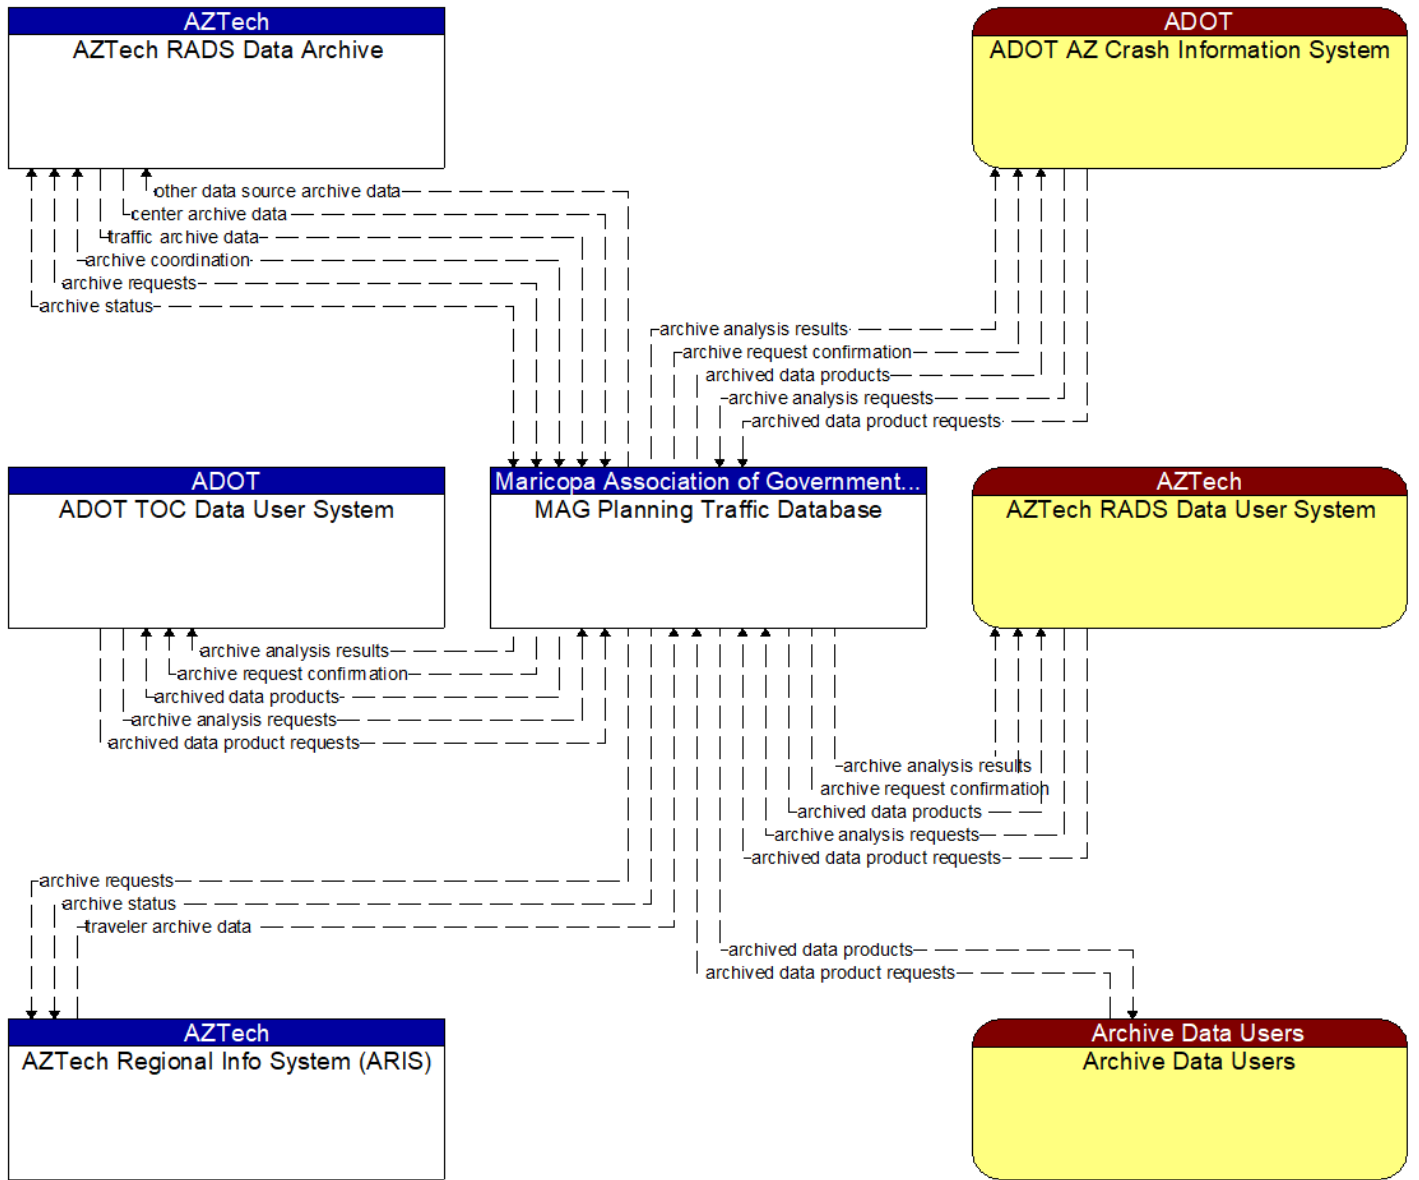 AZTech
AZTech RADS Data Archive
ADOT
ADOT AZ Crash Information System
other data source archive data
center archive data
traffic archive data
archive coordination
archive requests
archive status
archive analysis results
archive request confirmation
archived data products
archive analysis requests
archived data product requests
ADOT
ADOT TOC Data User System
Maricopa Association of Government...
MAG Planning Traffic Database
AZTech
AZTech RADS Data User System
archive analysis results
archive request confirmation
archived data products
archive analysis requests
archived data product requests
archive analysis results
archive request confirmation
archived data products
archive analysis requests
archived data product requests
archive requests
archive status
traveler archive data
archived data products
archived data product requests
AZTech
AZTech Regional Info System (ARIS)
Archive Data Users
Archive Data Users